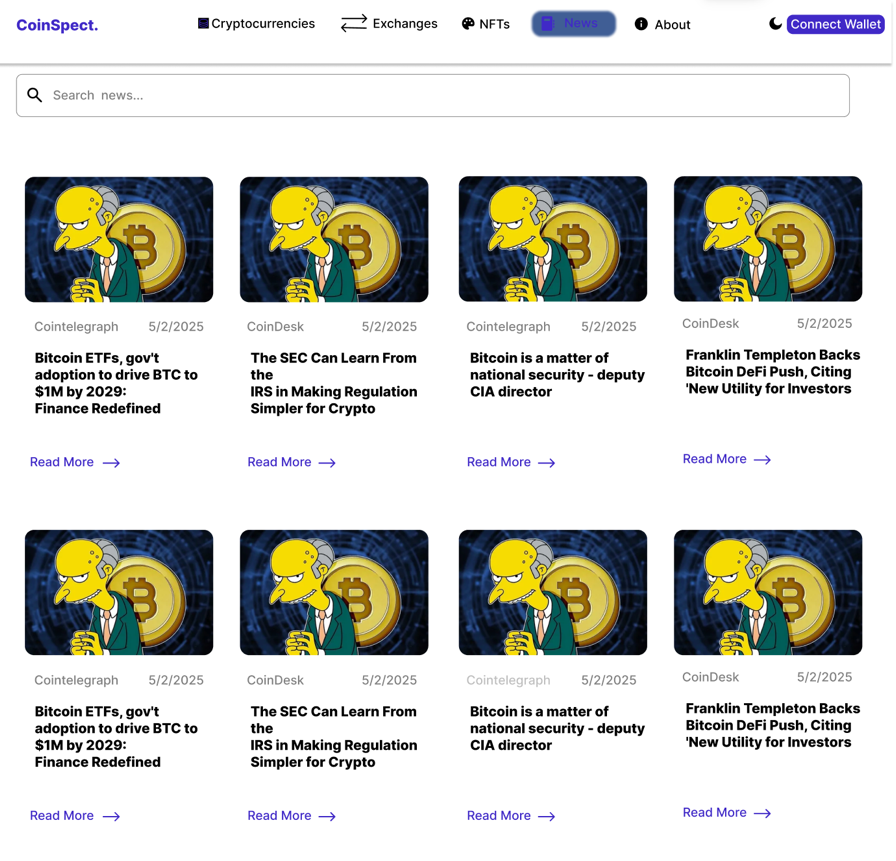 CoinSpect.
Cryptocurrencies
Exchanges
NFTs
News
About
Connect Wallet
Search news...
Cointelegraph 5/2/2025
Bitcoin ETFs, gov't
adoption to drive BTC to
$1M by 2029:
Finance Redefined
Read More
CoinDesk 5/2/2025
The SEC Can Learn From
the
IRS in Making Regulation
Simpler for Crypto
Read More
Cointelegraph 5/2/2025
Bitcoin is a matter of
national security - deputy
CIA director
Read More
CoinDesk 5/2/2025
Franklin Templeton Backs
Bitcoin DeFi Push, Citing
'New Utility for Investors
Read More
Cointelegraph 5/2/2025
Bitcoin ETFs, gov't
adoption to drive BTC to
$1M by 2029:
Finance Redefined
Read More
CoinDesk 5/2/2025
The SEC Can Learn From
the
IRS in Making Regulation
Simpler for Crypto
Read More
Cointelegraph 5/2/2025
Bitcoin is a matter of
national security - deputy
CIA director
Read More
CoinDesk 5/2/2025
Franklin Templeton Backs
Bitcoin DeFi Push, Citing
'New Utility for Investors
Read More